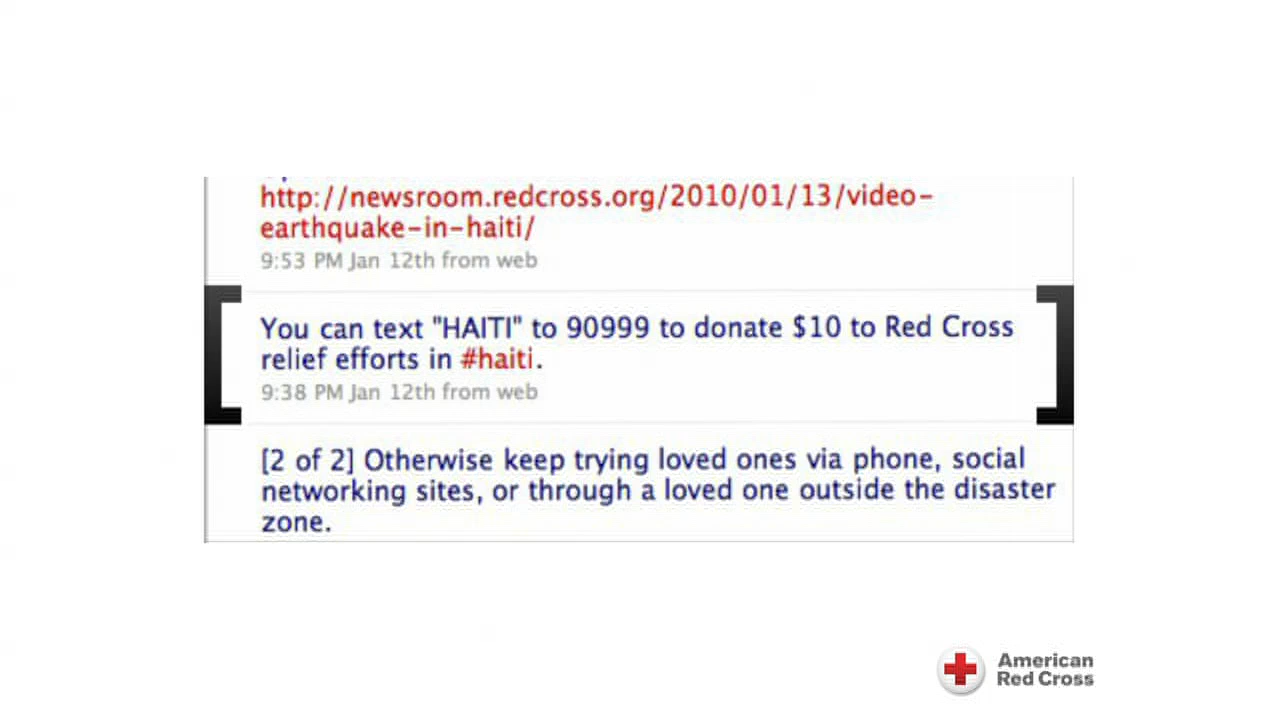 http://newsroom.redcross.org/2010/01/13/video-
earthquake-in-haiti/
9:53 PM Jan 12th from web
You can text "HAITI" to 90999 to donate $10 to Red Cross
relief efforts in #haiti.
9:38 PM Jan 12th from web
[2 of 2] Otherwise keep trying loved ones via phone, social
networking sites, or through a loved one outside the disaster
zone.
American
Red Cross